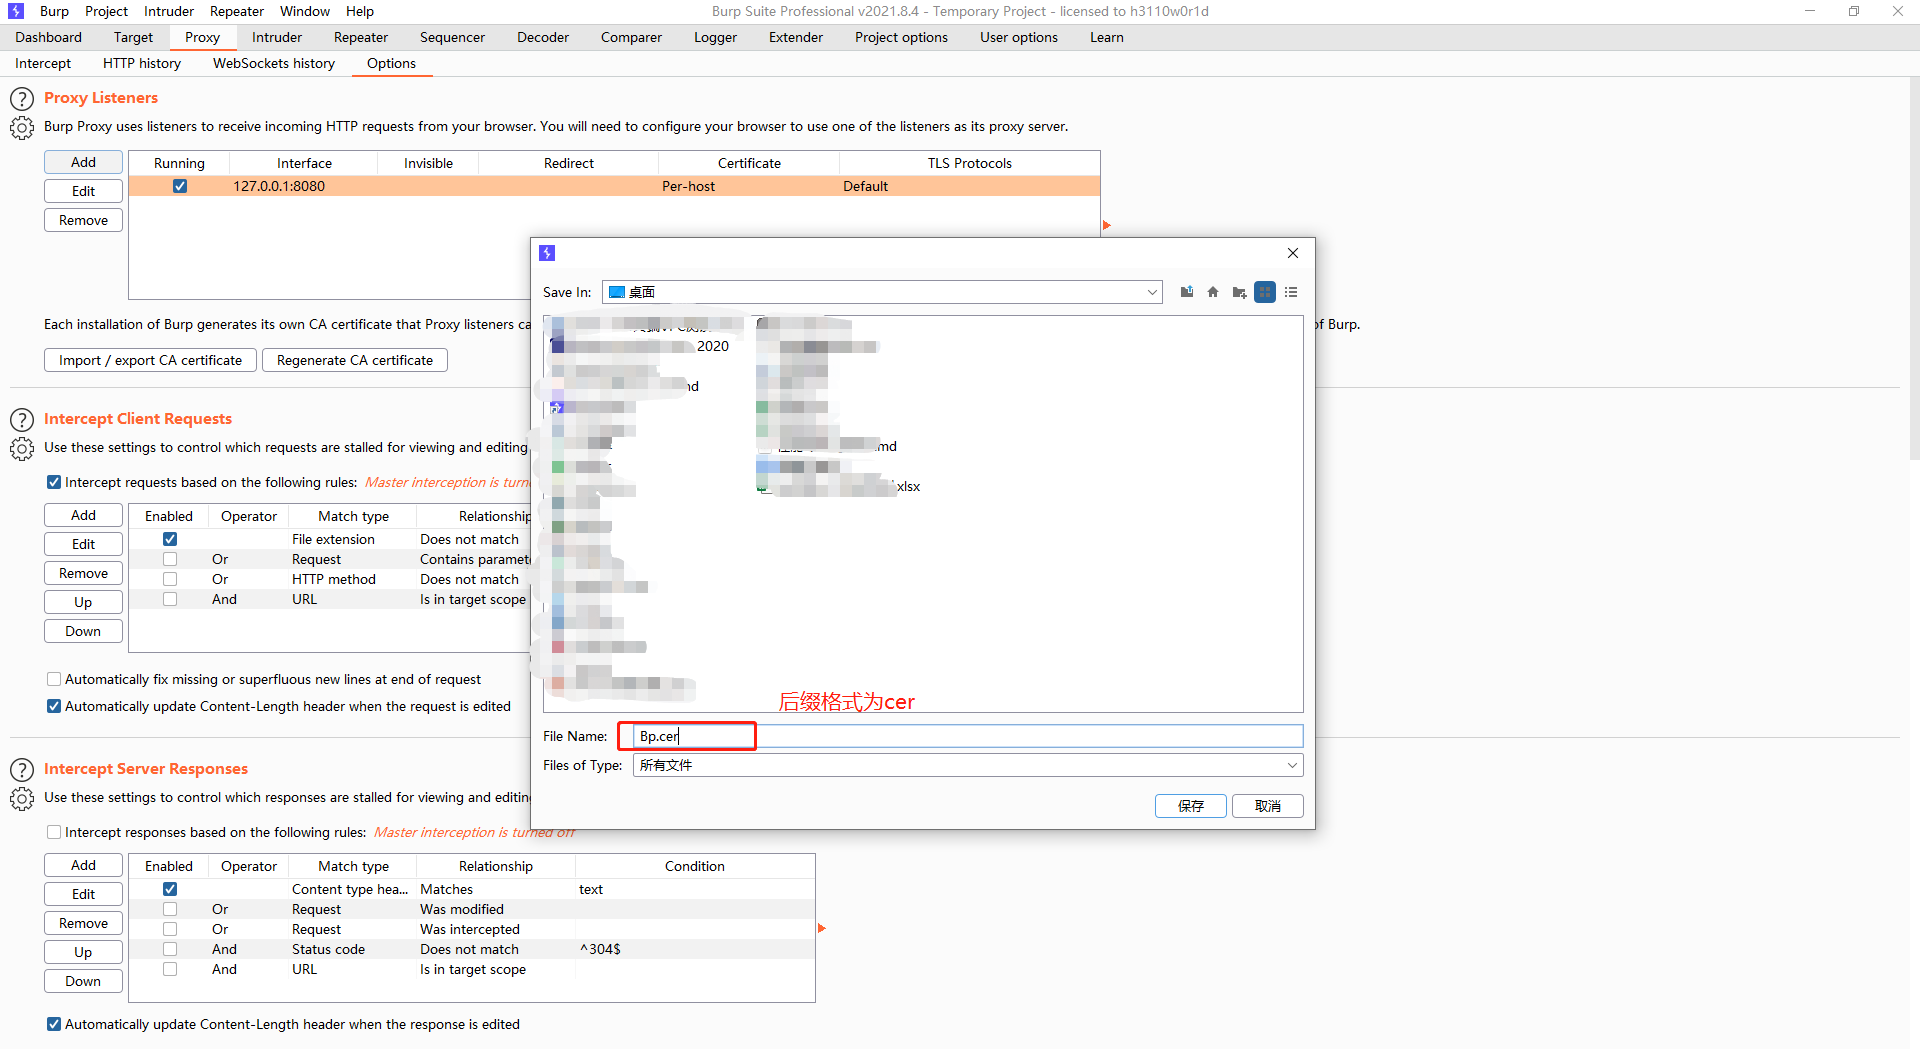 Burp Project Intruder Repeater Window Help
Burp Suite Professional v2021.8.4 - Temporary Project - licensed to h3110w0r1d
Dashboard Target Proxy Intruder Repeater Sequencer Decoder Comparer Logger Extender Project options User options Learn
Intercept HTTP history WebSockets history Options
Proxy Listeners
Burp Proxy uses listeners to receive incoming HTTP requests from your browser. You will need to configure your browser to use one of the listeners as its proxy server.
Add
Edit
Remove
Running Interface Invisible Redirect Certificate TLS Protocols
127.0.0.1:8080 Per-host Default
Each installation of Burp generates its own CA certificate that Proxy listeners
of Burp.
Import / export CA certificate
Regenerate CA certificate
Intercept Client Requests
Use these settings to control which requests are stalled for viewing and editing
Intercept requests based on the following rules: Master interception is
Add
Edit
Remove
Up
Down
Enabled Operator Match type Relationship
File extension Does not match
Or Request Contains
Or HTTP method Does not match
And URL Is in target scope
Automatically fix missing or superfluous new lines at end of request
Automatically update Content-Length header when the request is edited
Save In: 桌面
2020
.md
xlsx
后缀格式为cer
File Name: Bp.cer
Files of Type: 所有文件
保存
取消
Intercept Server Responses
Use these settings to control which responses are stalled for viewing and
Intercept responses based on the following rules: Master interception is turned off
Add
Edit
Remove
Up
Down
Enabled Operator Match type Relationship Condition
Content type hea... Matches text
Or Request Was modified
Or Request Was intercepted
And Status code Does not match ^304$
And URL Is in target scope
Automatically update Content-Length header when the response is edited